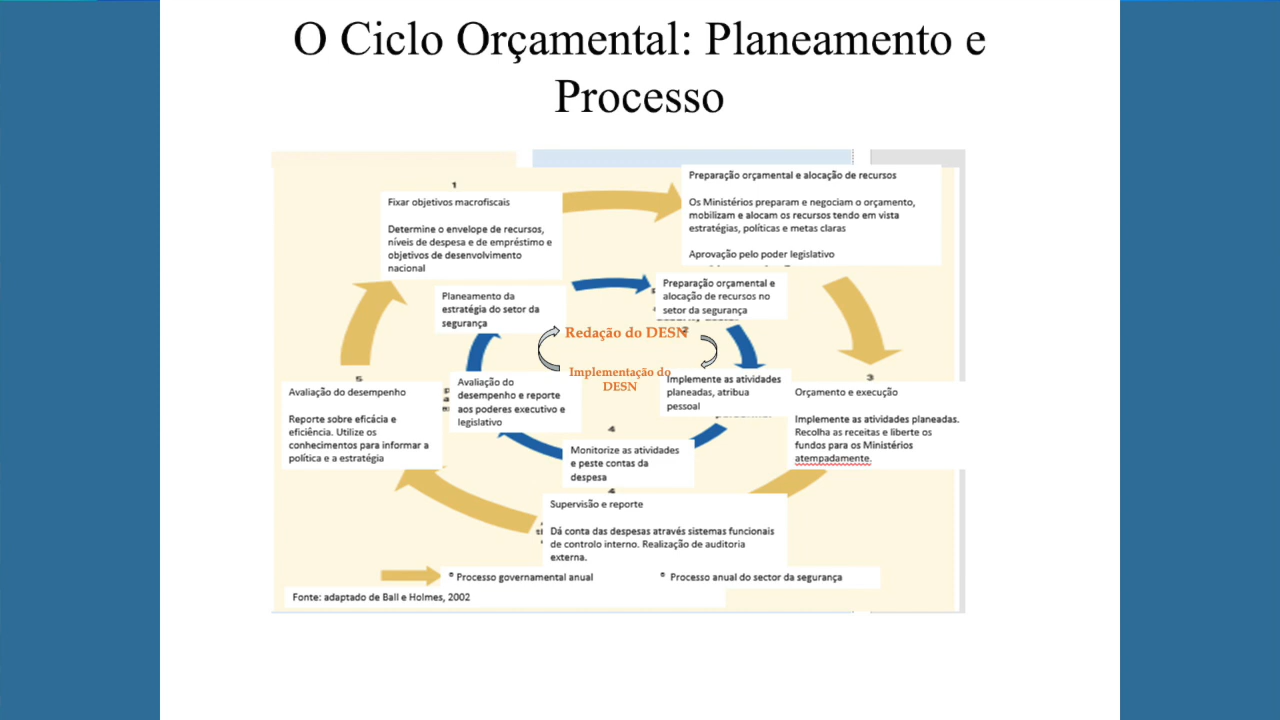 O Ciclo Orçamental: Planeamento e
Processo
1
Fixar objetivos macrofiscais
Determine o envelope de recursos,
níveis de despesa e de empréstimo e
objetivos de desenvolvimento
nacional
Preparação orçamental e alocação de recursos
Os Ministérios preparam e negociam o orçamento,
mobilizam e alocam os recursos tendo em vista
estratégias, políticas e metas claras
Aprovação pelo poder legislativo
Planeamento da
estratégia do setor da
segurança
Preparação orçamental e
alocação de recursos no
setor da segurança
2
Redação do DESN
Implementação do
DESN
Implemente as atividades
planeadas, atribua
pessoal
3
Orçamento e execução
Implemente as atividades planeadas.
Recolha as receitas e liberte os
fundos para os Ministérios
atempadamente.
5
Avaliação do desempenho
Reporte sobre eficácia e
eficiência. Utilize os
conhecimentos para informar a
política e a estratégia
Avaliação do
desempenho e reporte
aos poderes executivo e
legislativo
4
Monitorize as atividades
e peste contas da
despesa
4
Supervisão e reporte
Dá conta das despesas através sistemas funcionais
de controlo interno. Realização de auditoria
externa.
º Processo governamental anual
º Processo anual do sector da segurança
Fonte: adaptado de Ball e Holmes, 2002